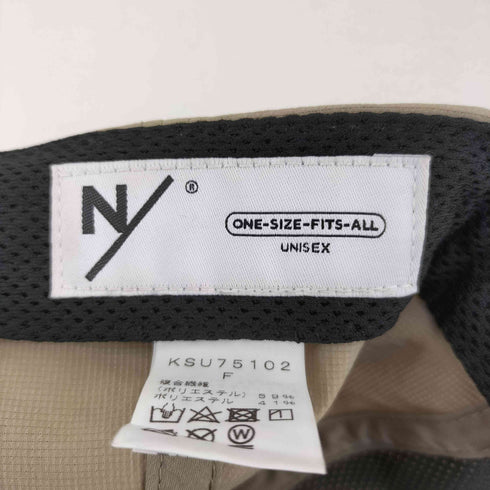 N/ ®
ONE-SIZE-FITS-ALL
UNISEX
KSU75102
F
複合繊維
(ポリエステル) 59%
ポリエステル 41%
W